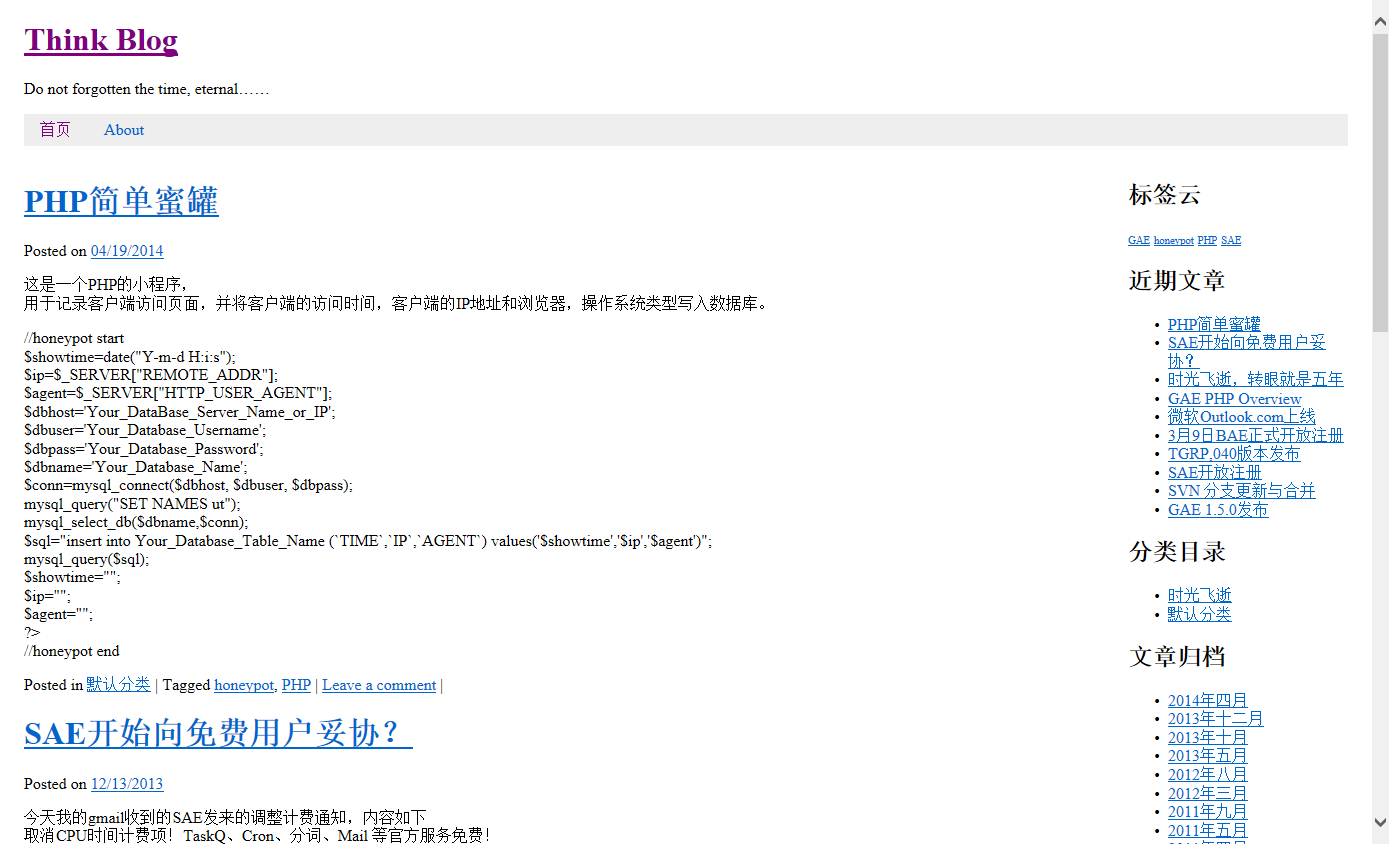 Think Blog
Do not forgotten the time, eternal……
首页 About
PHP简单蜜罐
Posted on 04/19/2014
这是一个PHP的小程序，
用于记录客户端访问页面，并将客户端的访问时间，客户端的IP地址和浏览器，操作系统类型写入数据库。
//honeypot start
$showtime=date("Y-m-d H:i:s");
$ip=$_SERVER["REMOTE_ADDR"];
$agent=$_SERVER["HTTP_USER_AGENT"];
$dbhost='Your_DataBase_Server_Name_or_IP';
$dbuser='Your_Database_Username';
$dbpass='Your_Database_Password';
$dbname='Your_Database_Name';
$conn=mysql_connect($dbhost, $dbuser, $dbpass);
mysql_query("SET NAMES ut");
mysql_select_db($dbname,$conn);
$sql="insert into Your_Database_Table_Name (`TIME`,`IP`,`AGENT`) values('$showtime','$ip','$agent')";
mysql_query($sql);
$showtime="";
$ip="";
$agent="";
?>
//honeypot end
Posted in 默认分类 | Tagged honeypot, PHP | Leave a comment |
SAE开始向免费用户妥协？
Posted on 12/13/2013
今天我的gmail收到的SAE发来的调整计费通知，内容如下
取消CPU时间计费项！TaskQ、Cron、分词、Mail 等官方服务免费！
标签云
GAE honeypot PHP SAE
近期文章
• PHP简单蜜罐
• SAE开始向免费用户妥
协？
• 时光飞逝，转眼就是五年
• GAE PHP Overview
• 微软Outlook.com上线
• 3月9日BAE正式开放注册
• TGRP,040版本发布
• SAE开放注册
• SVN 分支更新与合并
• GAE 1.5.0发布
分类目录
• 时光飞逝
• 默认分类
文章归档
• 2014年四月
• 2013年十二月
• 2013年十月
• 2013年五月
• 2012年八月
• 2012年三月
• 2011年九月
• 2011年五月